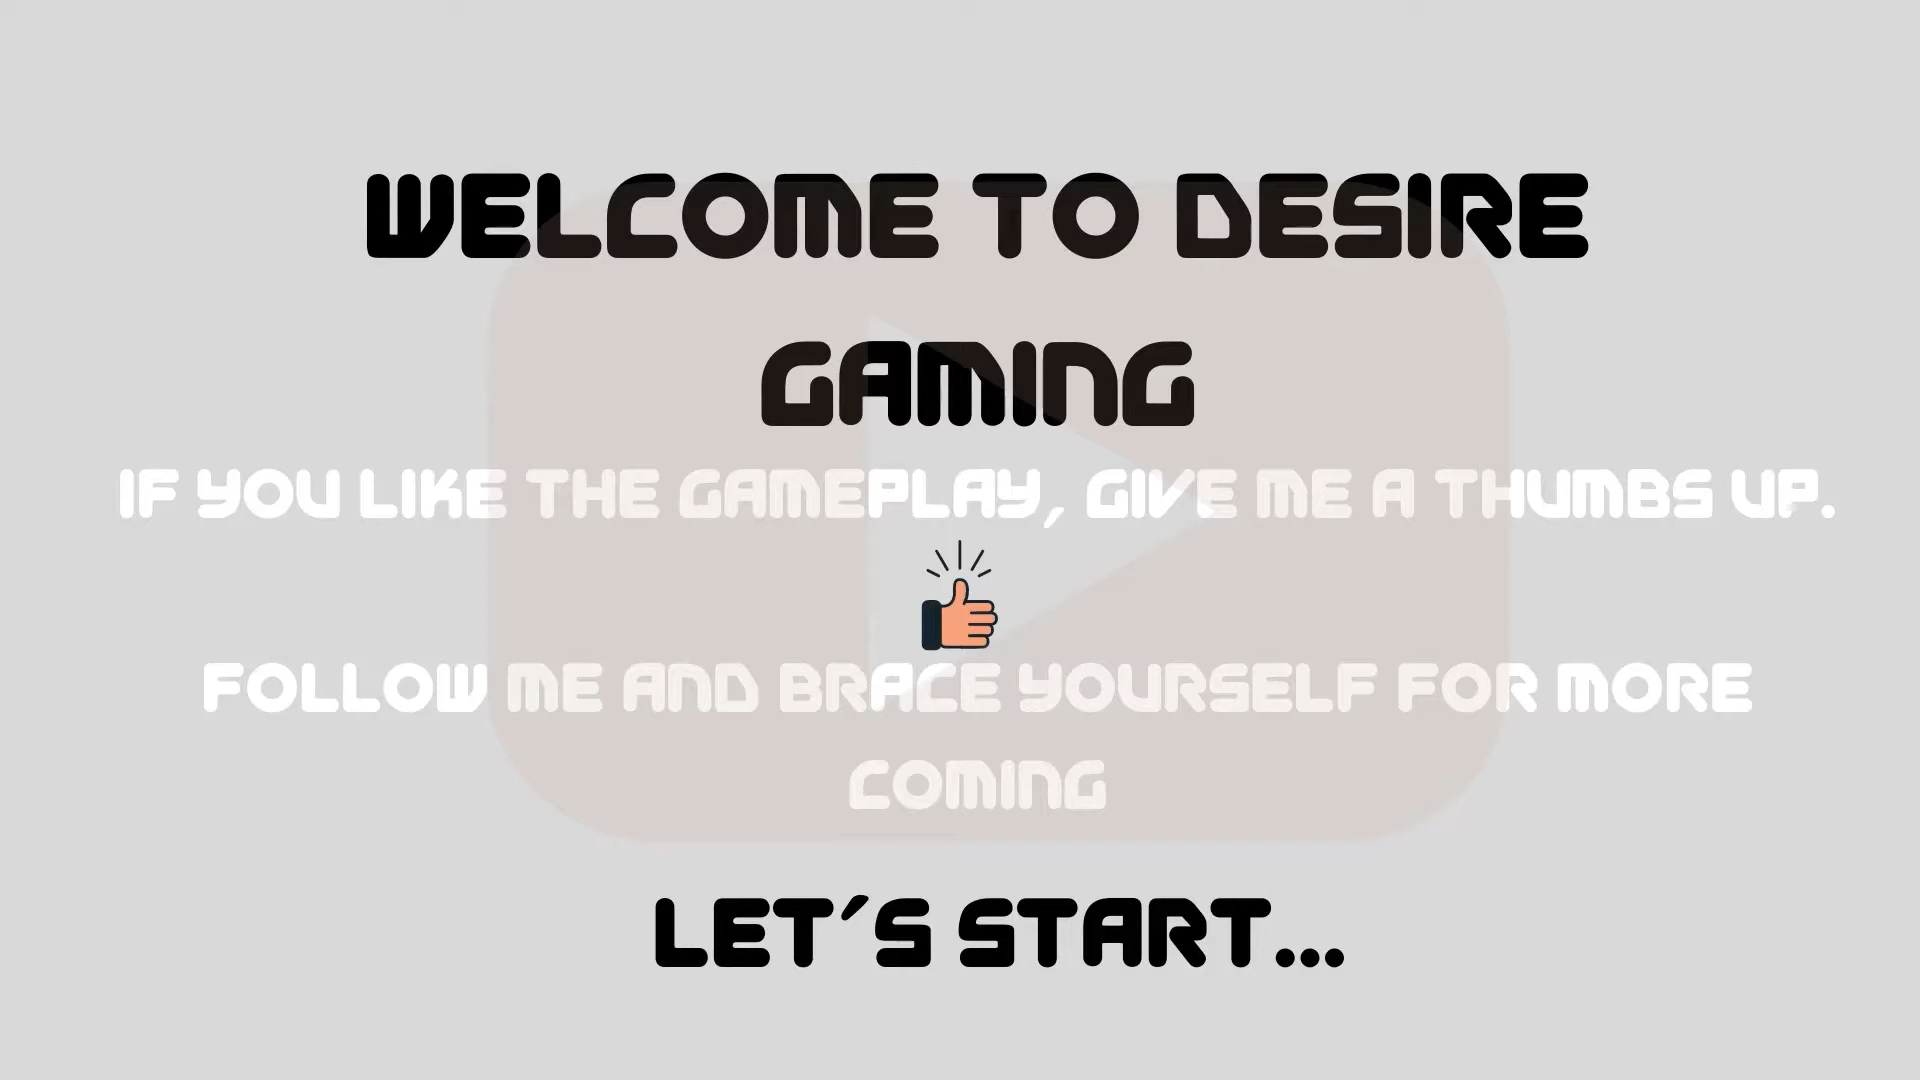 WELCOME TO DESIRE
GAMING
IF YOU LIKE THE GAMEPLAY, GIVE ME A THUMBS UP.
FOLLOW ME AND BRACE YOURSELF FOR MORE
COMING
LET'S START...